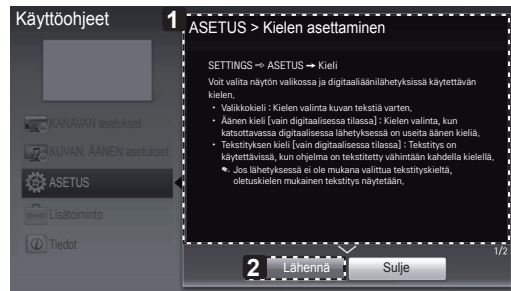 Käyttöohjeet
1
ASETUS > Kielen asettaminen
SETTINGS ⇨ ASETUS ➞ Kieli
Voit valita näytön valikossa ja digitaaliäänilähetyksissä käytettävän
kielen.
• Valikkokieli : Kielen valinta kuvan tekstiä varten.
• Äänen kieli [vain digitaalisessa tilassa] : Kielen valinta, kun
katsottavassa digitaalisessa lähetyksessä on useita äänen kieliä.
• Tekstityksen kieli [vain digitaalisessa tilassa] : Tekstitys on
käytettävissä, kun ohjelma on tekstitetty vähintään kahdella kielellä.
✎ Jos lähetyksessä ei ole mukana valittua tekstityskieltä,
oletuskielen mukainen tekstitys näytetään.
KANAVAN asetukset
KUVAN, ÄÄNEN asetukset
ASETUS
Lisätoiminto
Tiedot
1/2
2
Lähennä
Sulje